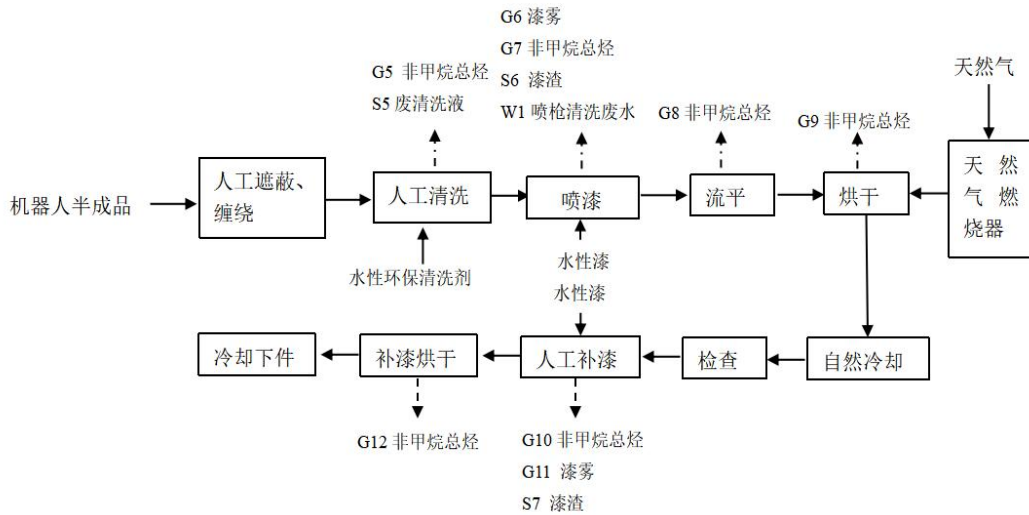 G6 漆雾
G7 非甲烷总烃
S6 漆渣
W1 喷枪清洗废水
G5 非甲烷总烃
S5 废清洗液
G8 非甲烷总烃
G9 非甲烷总烃
天然气
机器人半成品
人工遮蔽、
缠绕
人工清洗
喷漆
流平
烘干
天然
气燃
烧器
水性环保清洗剂
水性漆
水性漆
冷却下件
补漆烘干
人工补漆
检查
自然冷却
G12 非甲烷总烃
G10 非甲烷总烃
G11 漆雾
S7 漆渣